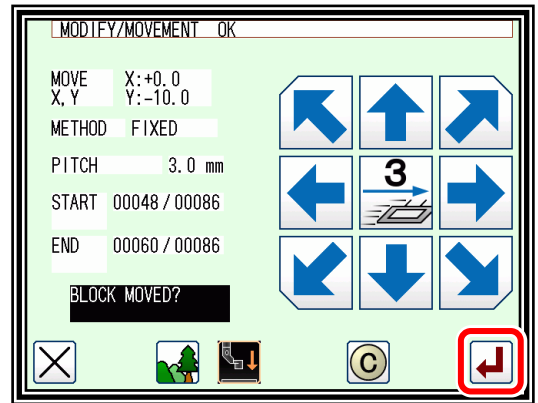 MODIFY/MOVEMENT OK
MOVE X:+0.0
X,Y Y:-10.0
METHOD FIXED
PITCH 3.0 mm
3
START 00048/00086
END 00060/00086
BLOCK MOVED?
C